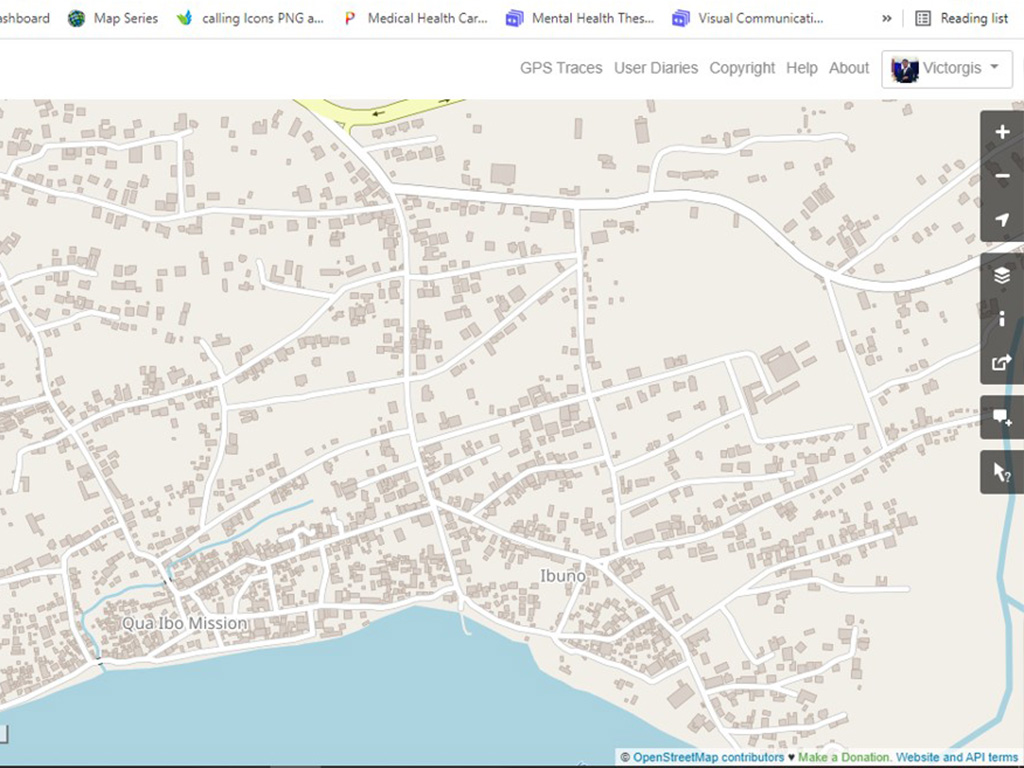 ashboard Map Series calling Icons PNG a... Medical Health Car... Mental Health Thes... Visual Communicati... » Reading list
GPS Traces User Diaries Copyright Help About Victorgis
Ibuno
Qua Ibo Mission
© OpenStreetMap contributors ♥ Make a Donation. Website and API terms